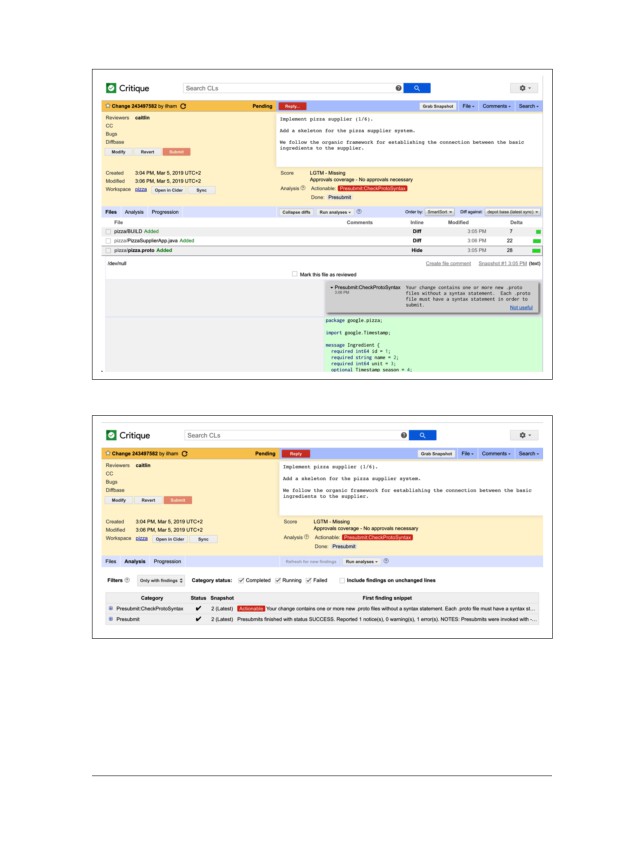 Critique
Search CLs
Change 243497582 by ilham
Pending
Reply...
Grab Snapshot File Comments Search
Reviewers caitlin
CC
Bugs
Diffbase
Modify Revert Submit
Implement pizza supplier (1/6).
Add a skeleton for the pizza supplier system.
We follow the organic framework for establishing the connection between the basic
ingredients to the supplier.
Created 3:04 PM, Mar 5, 2019 UTC+2
Modified 3:06 PM, Mar 5, 2019 UTC+2
Workspace pizza Open in Cider Sync
Score LGTM - Missing
Approvals coverage - No approvals necessary
Analysis Actionable: Presubmit:CheckProtoSyntax
Done: Presubmit
Files Analysis Progression
Collapse diffs Run analyses
Order by: SmartSort Diff against: depot base (latest sync)
File Comments Inline Modified Delta
pizza/BUILD Added Diff 3:05 PM 7
pizza/PizzaSupplierApp.java Added Diff 3:06 PM 22
pizza/pizza.proto Added Hide 3:05 PM 28
/dev/null
Create file comment Snapshot #1 3:05 PM (text)
Mark this file as reviewed
Presubmit:CheckProtoSyntax
3:06 PM
Your change contains one or more new .proto
files without a syntax statement. Each .proto
file must have a syntax statement in order to
submit.
Not useful
package google.pizza;
import google.Timestamp;
message Ingredient {
required int64 id = 1;
required string name = 2;
required int64 unit = 3;
optional Timestamp season = 4;
Critique
Search CLs
Change 243497582 by ilham
Pending
Reply
Grab Snapshot File Comments Search
Reviewers caitlin
CC
Bugs
Diffbase
Modify Revert Submit
Implement pizza supplier (1/6).
Add a skeleton for the pizza supplier system.
We follow the organic framework for establishing the connection between the basic
ingredients to the supplier.
Created 3:04 PM, Mar 5, 2019 UTC+2
Modified 3:06 PM, Mar 5, 2019 UTC+2
Workspace pizza Open in Cider Sync
Score LGTM - Missing
Approvals coverage - No approvals necessary
Analysis Actionable: Presubmit:CheckProtoSyntax
Done: Presubmit
Files Analysis Progression
Refresh for new findings Run analyses
Filters Only with findings Category status: Completed Running Failed Include findings on unchanged lines
Category Status Snapshot First finding snippet
Presubmit:CheckProtoSyntax 2 (Latest) Actionable Your change contains one or more new .proto files without a syntax statement. Each .proto file must have a syntax st...
Presubmit 2 (Latest) Presubmits finished with status SUCCESS. Reported 1 notice(s), 0 warning(s), 1 error(s). NOTES: Presubmits were invoked with -...